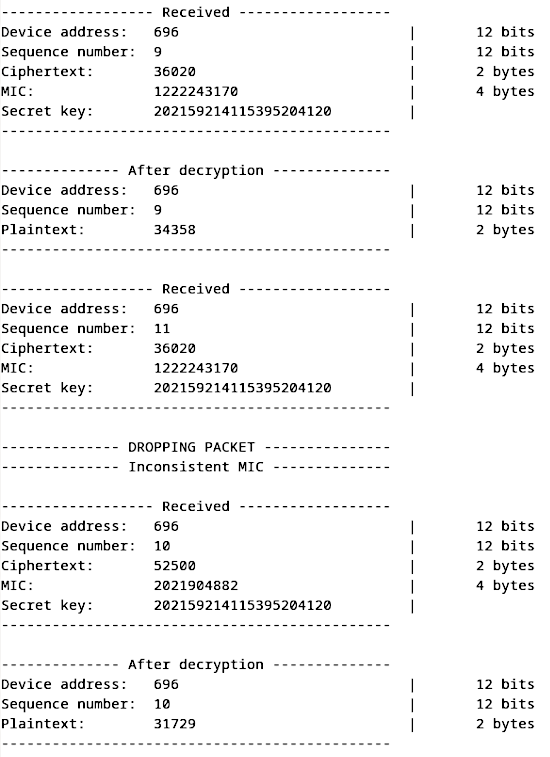 ------------------ Received ------------------
Device address:   696                           |       12 bits
Sequence number:  9                             |       12 bits
Ciphertext:       36020                         |       2 bytes
MIC:              1222243170                    |       4 bytes
Secret key:       202159214115395204120         |
----------------------------------------------
-------------- After decryption --------------
Device address:   696                           |       12 bits
Sequence number:  9                             |       12 bits
Plaintext:        34358                         |       2 bytes
----------------------------------------------
------------------ Received ------------------
Device address:   696                           |       12 bits
Sequence number:  11                            |       12 bits
Ciphertext:       36020                         |       2 bytes
MIC:              1222243170                    |       4 bytes
Secret key:       202159214115395204120         |
----------------------------------------------
-------------- DROPPING PACKET ---------------
-------------- Inconsistent MIC --------------
------------------ Received ------------------
Device address:   696                           |       12 bits
Sequence number:  10                            |       12 bits
Ciphertext:       52500                         |       2 bytes
MIC:              2021904882                    |       4 bytes
Secret key:       202159214115395204120         |
----------------------------------------------
-------------- After decryption --------------
Device address:   696                           |       12 bits
Sequence number:  10                            |       12 bits
Plaintext:        31729                         |       2 bytes
----------------------------------------------